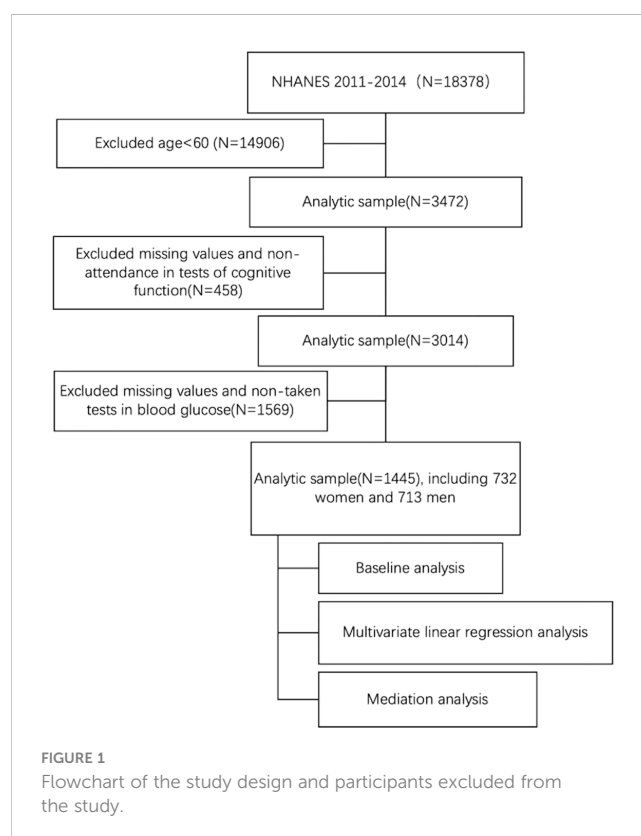 NHANES 2011-2014（N=18378）
Excluded age<60 (N=14906)
Analytic sample(N=3472)
Excluded missing values and non-
attendance in tests of cognitive
function(N=458)
Analytic sample(N=3014)
Excluded missing values and non-taken
tests in blood glucose(N=1569)
Analytic sample(N=1445), including 732
women and 713 men
Baseline analysis
Multivariate linear regression analysis
Mediation analysis
FIGURE 1
Flowchart of the study design and participants excluded from
the study.